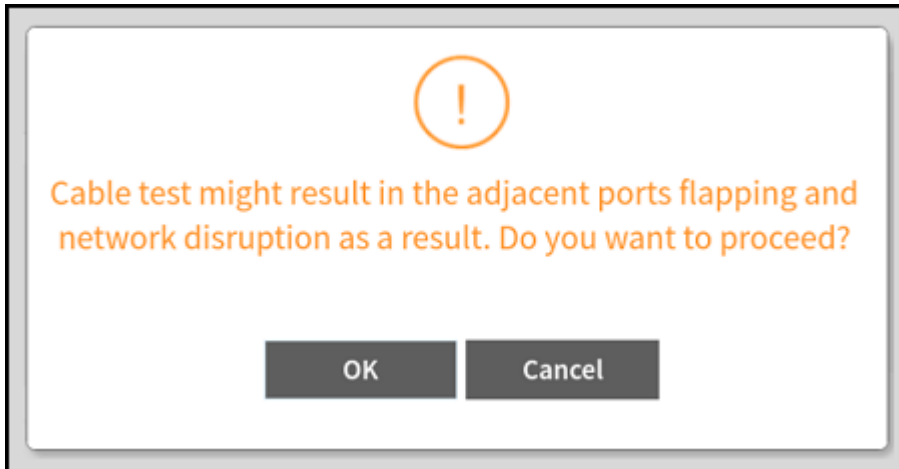 !
Cable test might result in the adjacent ports flapping and
network disruption as a result. Do you want to proceed?
OK
Cancel